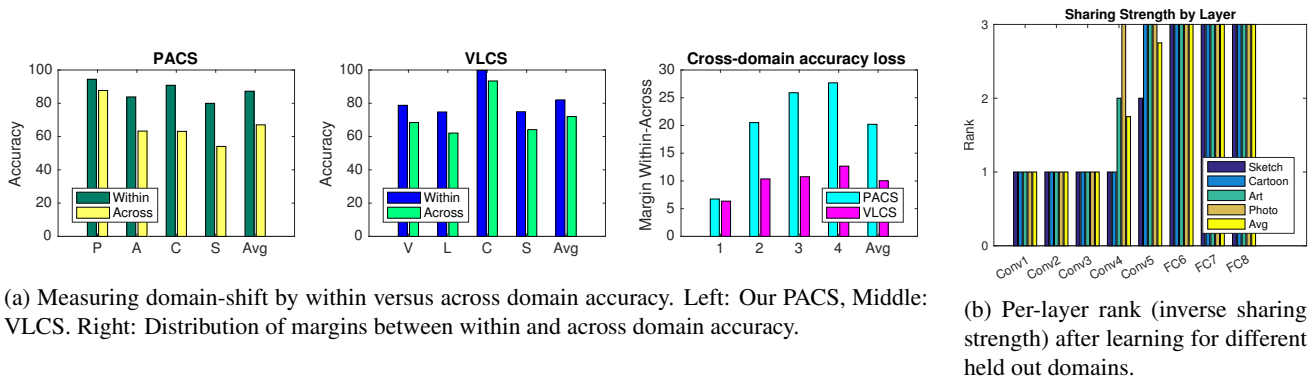 PACS
100
80
60
40
20
0
Accuracy
Within
Across
P A C S Avg
VLCS
100
80
60
40
20
0
Accuracy
Within
Across
V L C S Avg
Cross-domain accuracy loss
30
25
20
15
10
5
0
Margin Within-Across
PACS
VLCS
1 2 3 4 Avg
(a) Measuring domain-shift by within versus across domain accuracy. Left: Our PACS, Middle:
VLCS. Right: Distribution of margins between within and across domain accuracy.
Sharing Strength by Layer
3
2
1
0
Rank
Sketch
Cartoon
Art
Photo
Avg
Conv1 Conv2 Conv3 Conv4 Conv5 FC6 FC7 FC8
(b) Per-layer rank (inverse sharing
strength) after learning for different
held out domains.